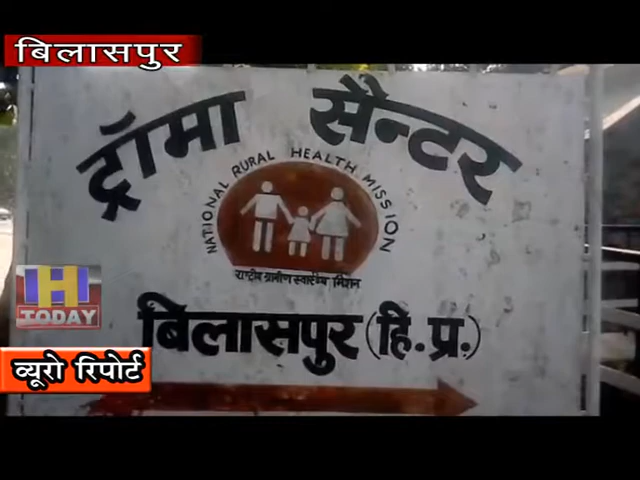 बिलासपुर
ट्रॉमा सैन्टर
NATIONAL RURAL HEALTH MISSION
राष्ट्रीय ग्रामीण स्वास्थ्य मिशन
बिलासपुर (हि.प्र.)
H
TODAY
ब्यूरो रिपोर्ट